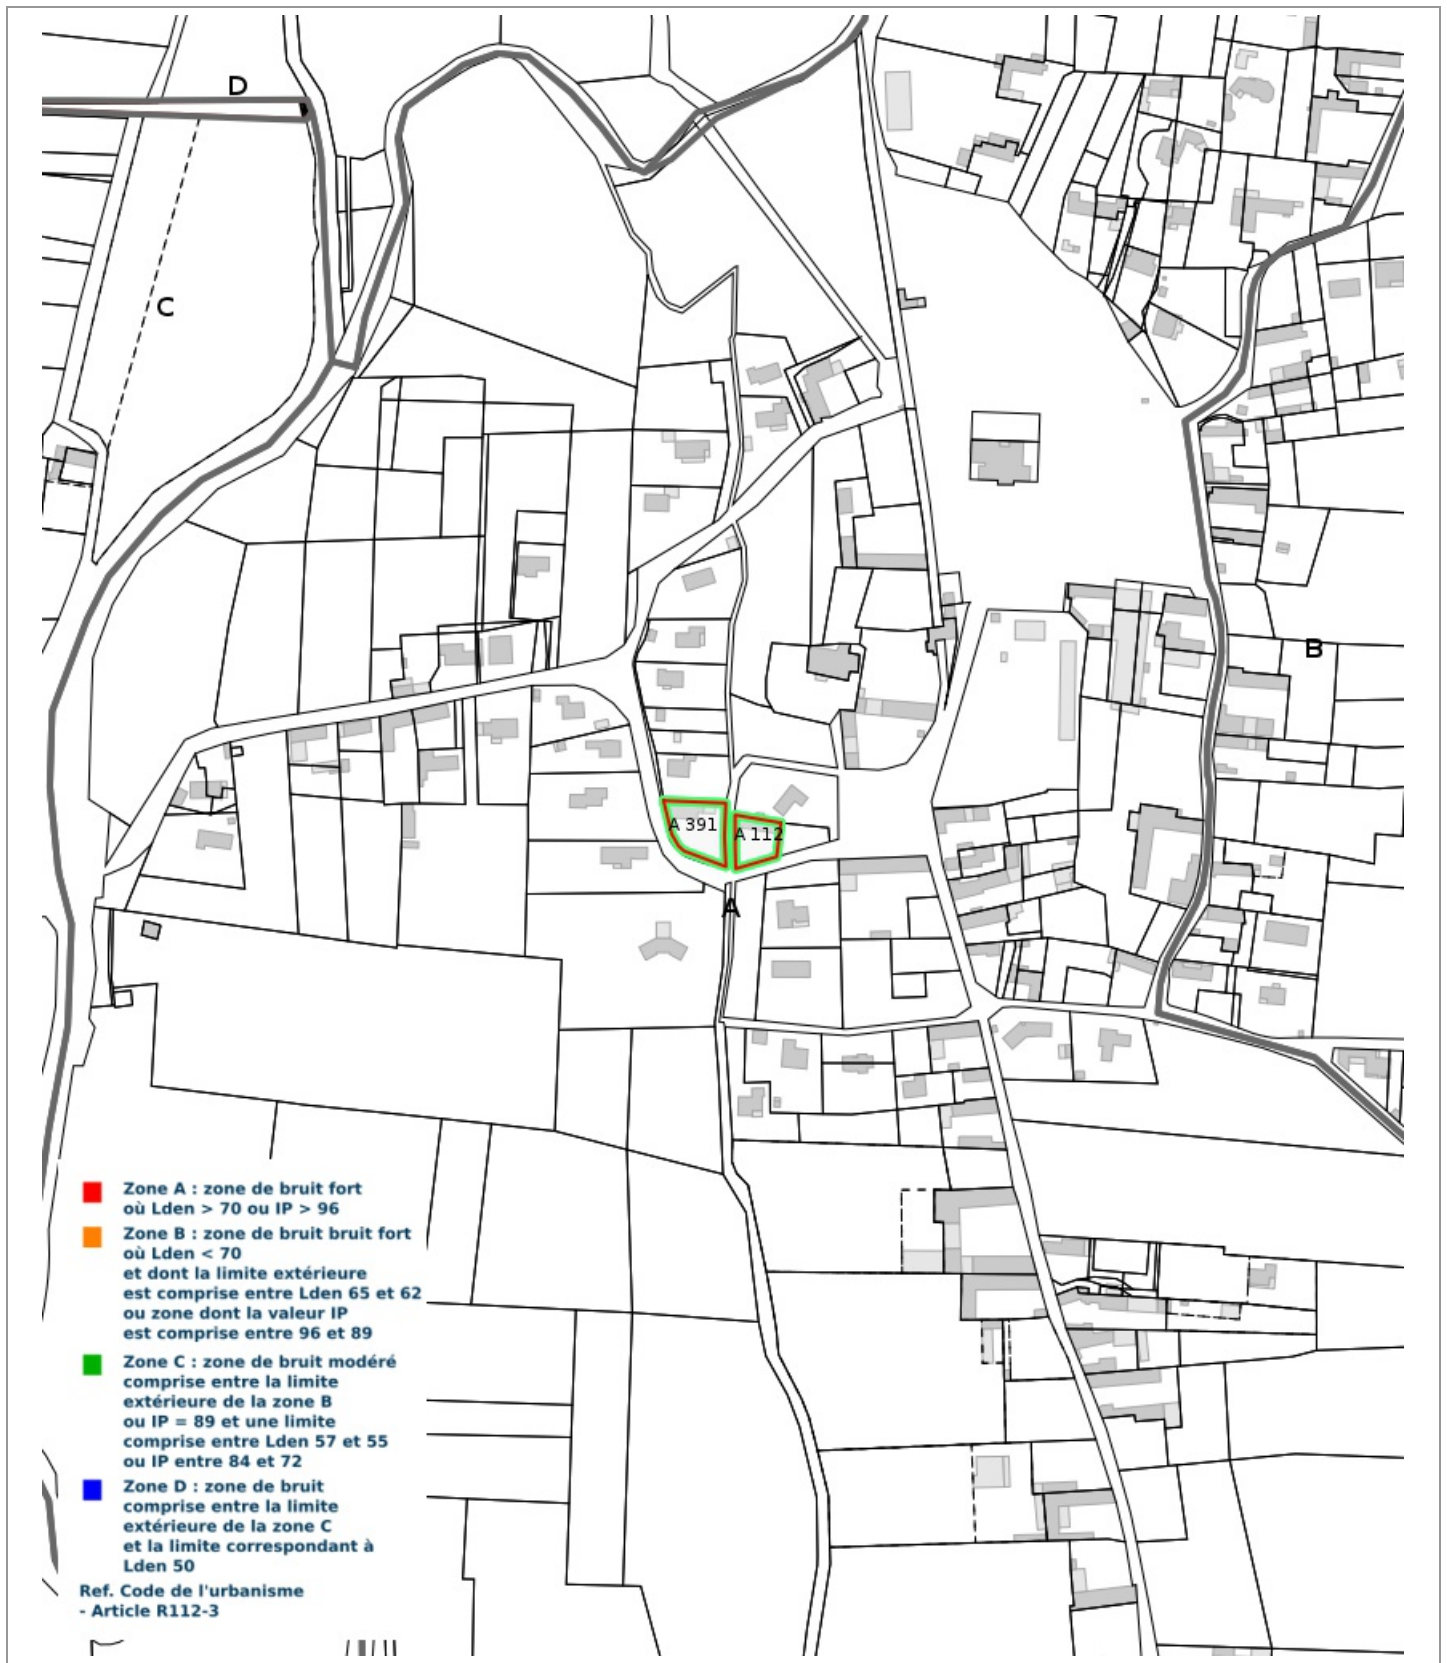 D
C
B
A 391
A 112
A
Zone A : zone de bruit fort
où Lden > 70 ou IP > 96
Zone B : zone de bruit bruit fort
où Lden < 70
et dont la limite extérieure
est comprise entre Lden 65 et 62
ou zone dont la valeur IP
est comprise entre 96 et 89
Zone C : zone de bruit modéré
comprise entre la limite
extérieure de la zone B
ou IP = 89 et une limite
comprise entre Lden 57 et 55
ou IP entre 84 et 72
Zone D : zone de bruit
comprise entre la limite
extérieure de la zone C
et la limite correspondant à
Lden 50
Ref. Code de l'urbanisme
- Article R112-3